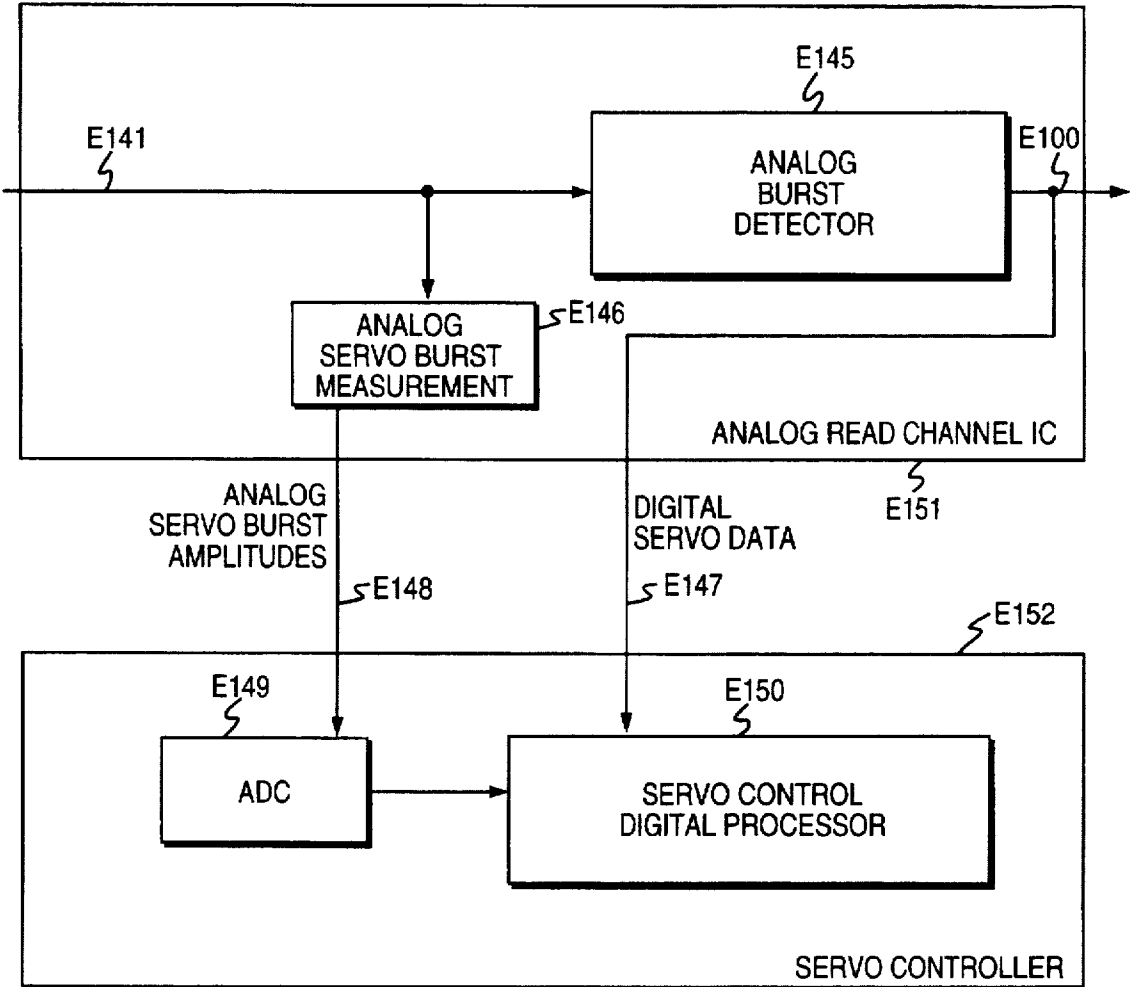 E145
E141
E100
ANALOG
BURST
DETECTOR
E146
ANALOG
SERVO BURST
MEASUREMENT
ANALOG READ CHANNEL IC
E151
ANALOG
SERVO BURST
AMPLITUDES
DIGITAL
SERVO DATA
E148
E147
E152
E149
E150
ADC
SERVO CONTROL
DIGITAL PROCESSOR
SERVO CONTROLLER